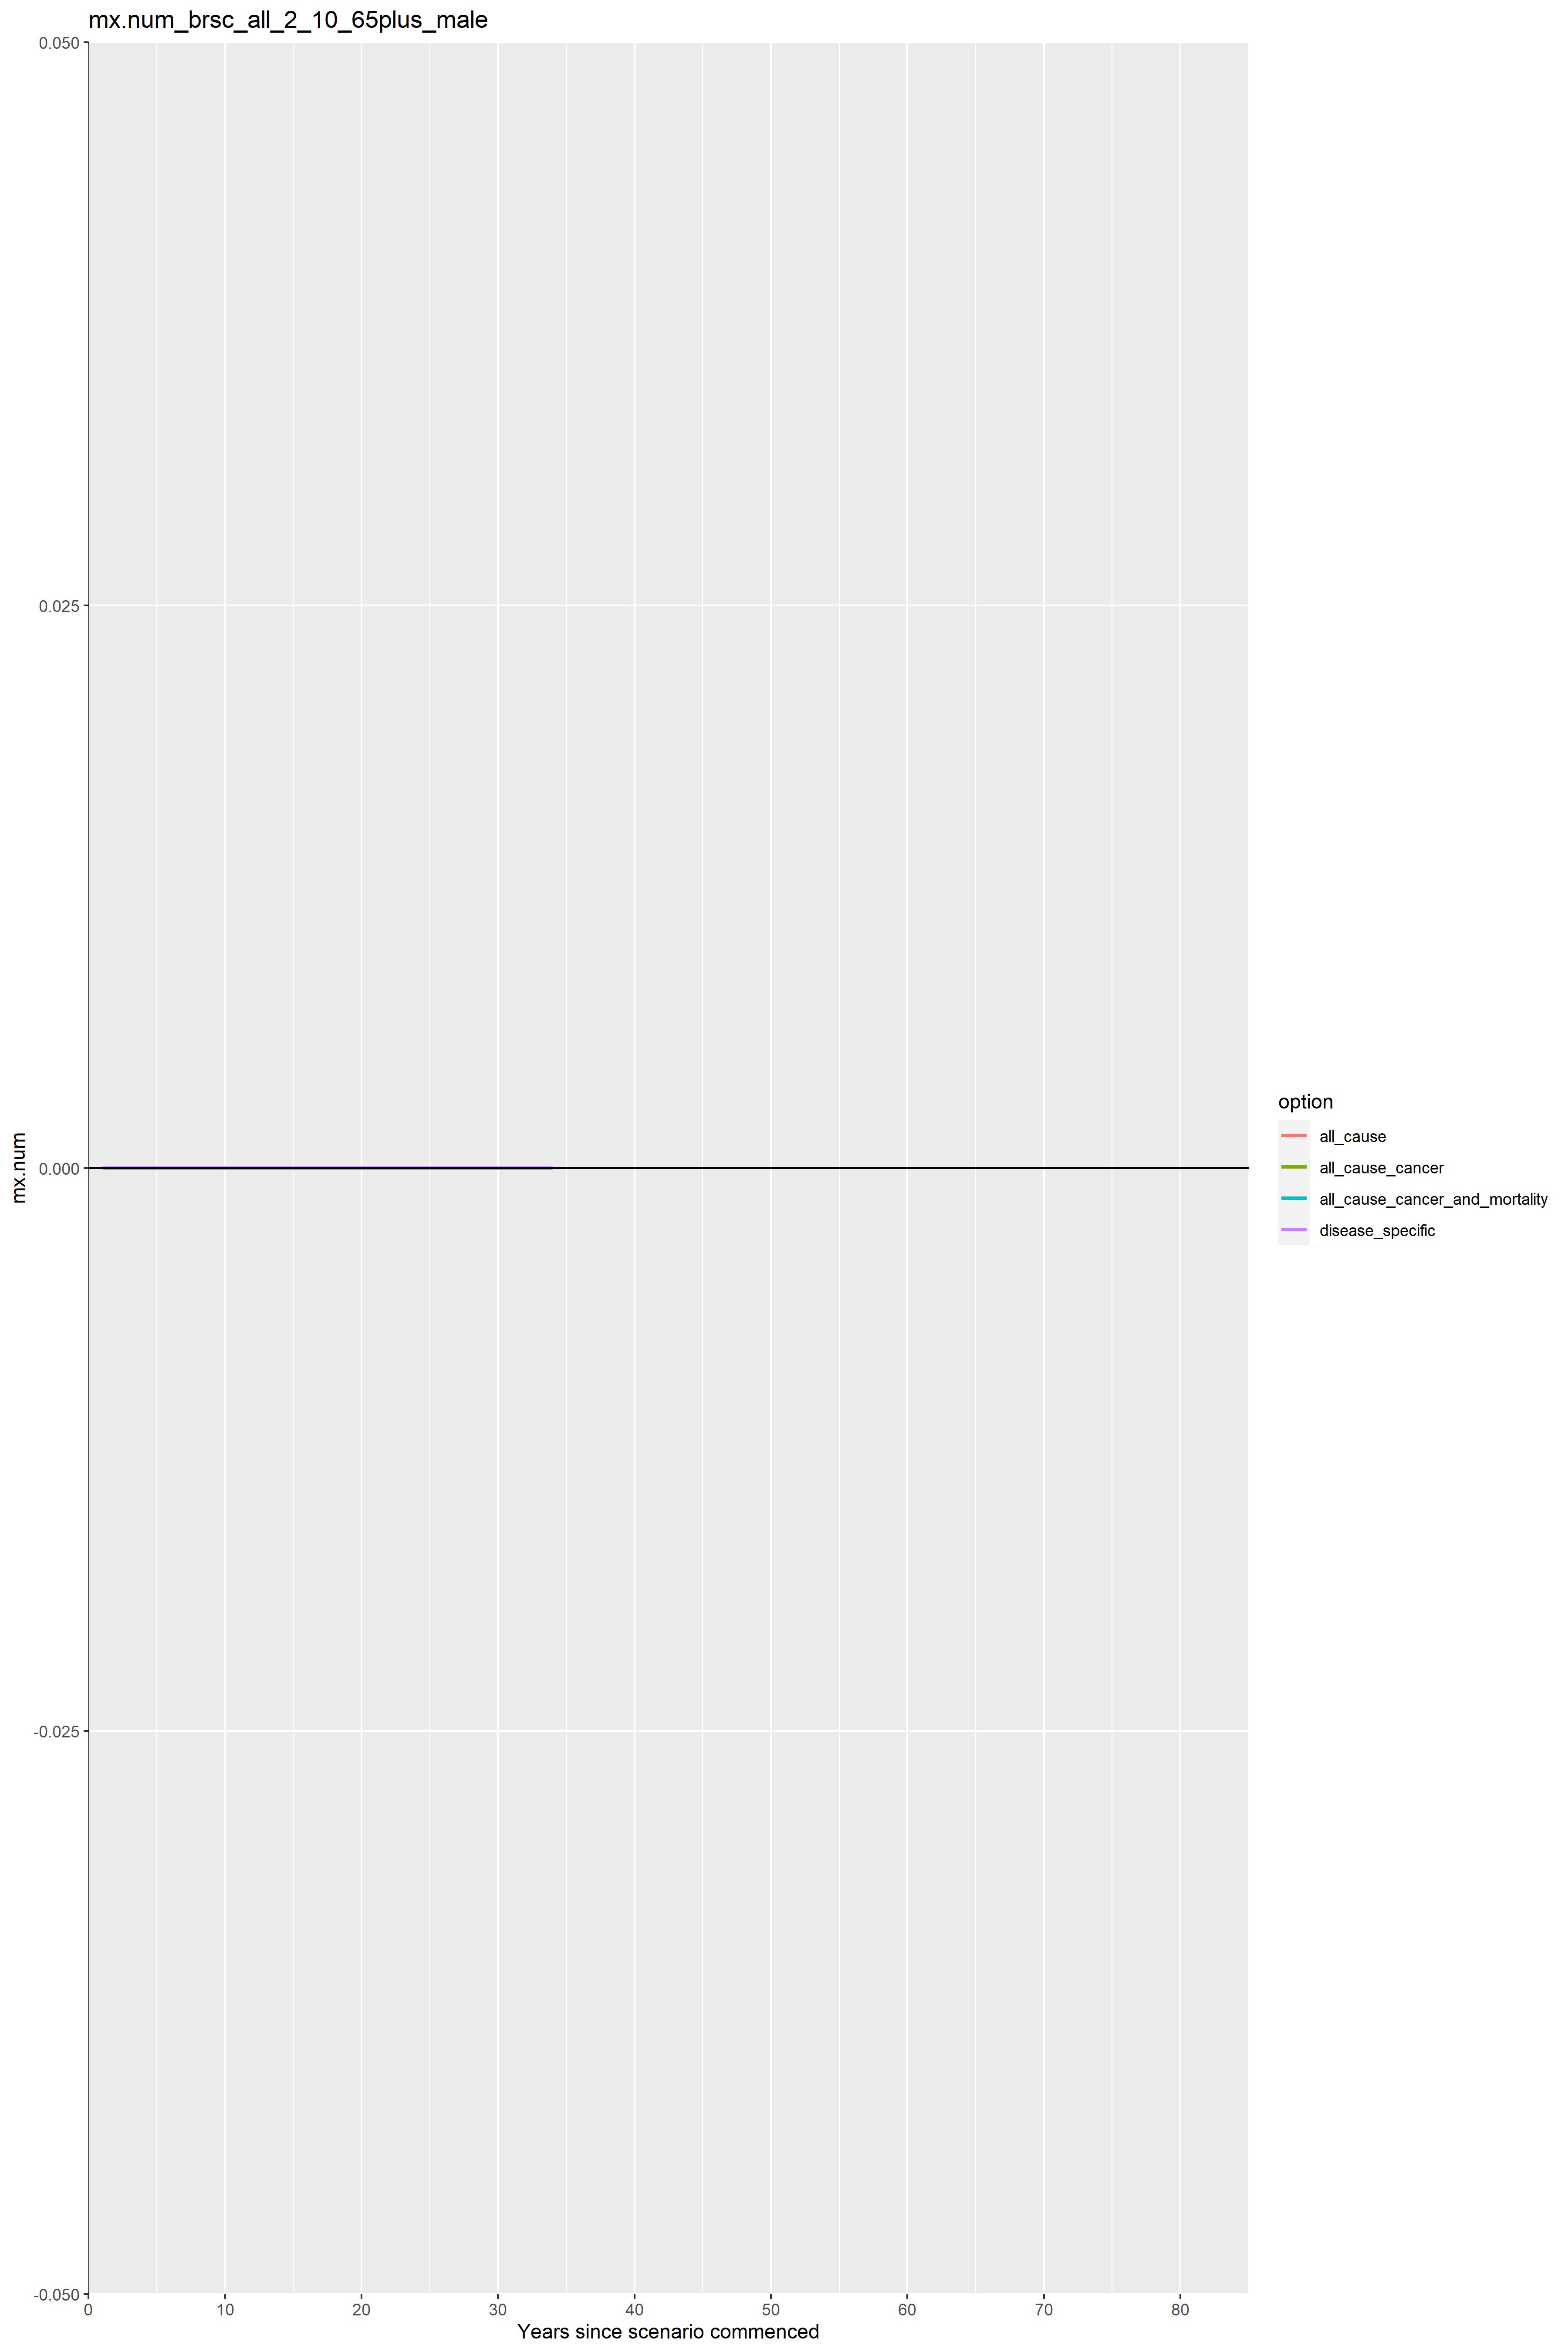 mx.num_brsc_all_2_10_65plus_male
0.050
0.025
0.000
-0.025
-0.050
mx.num
0 10 20 30 40 50 60 70 80
Years since scenario commenced
option
all_cause
all_cause_cancer
all_cause_cancer_and_mortality
disease_specific